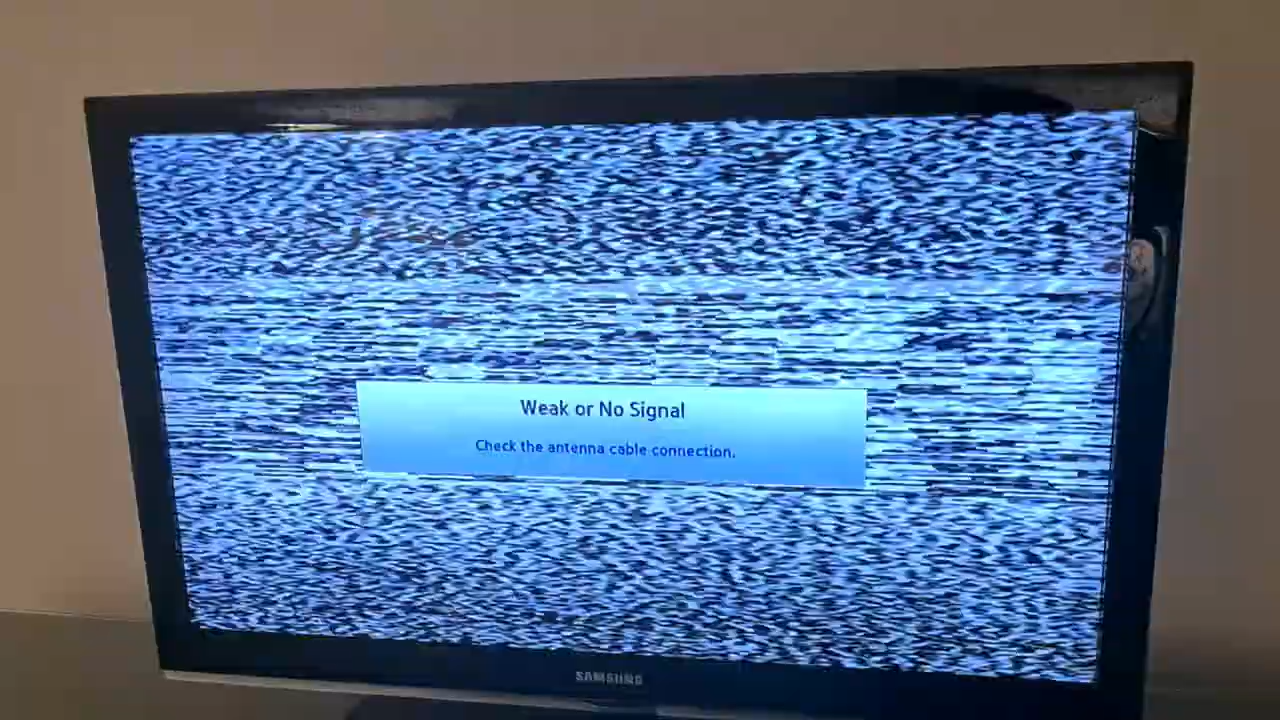 Weak or No Signal
Check the antenna cable connection.
SAMSUNG